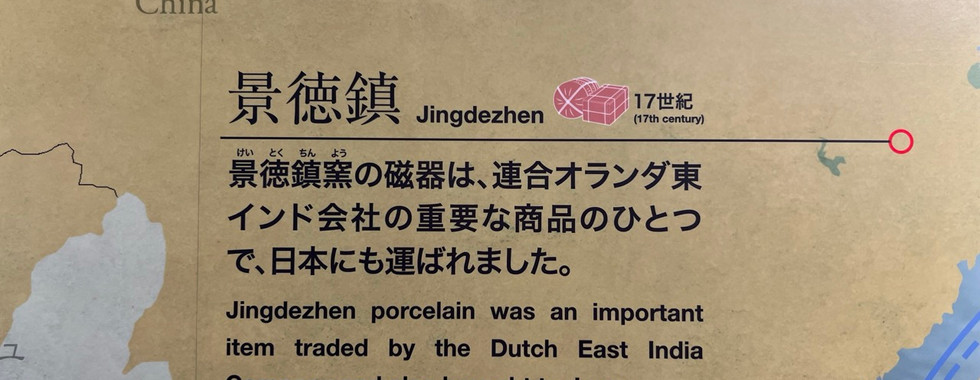 China
景徳鎮 Jingdezhen 17世紀
(17th century)
けい とく ちん よう
景徳鎮窯の磁器は、連合オランダ東
インド会社の重要な商品のひとつ
で、日本にも運ばれました。
Jingdezhen porcelain was an important
item traded by the Dutch East India
ユ